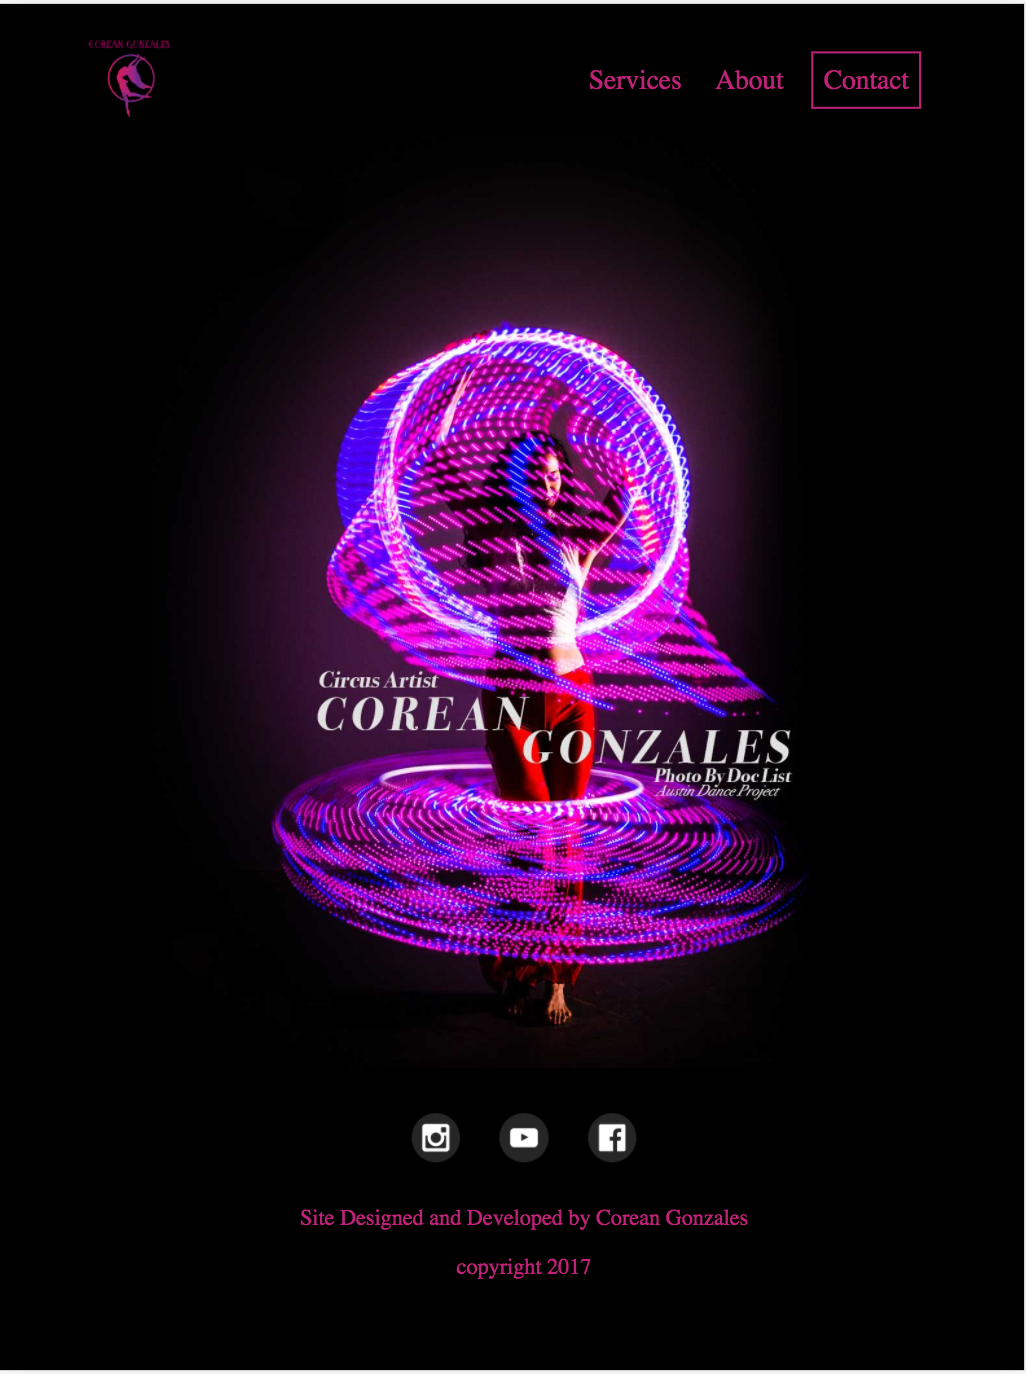 COREAN GONZALES
Services About Contact
Circus Artist
COREAN
GONZALES
Photo By Doc List
Austin Dance Project
Site Designed and Developed by Corean Gonzales
copyright 2017